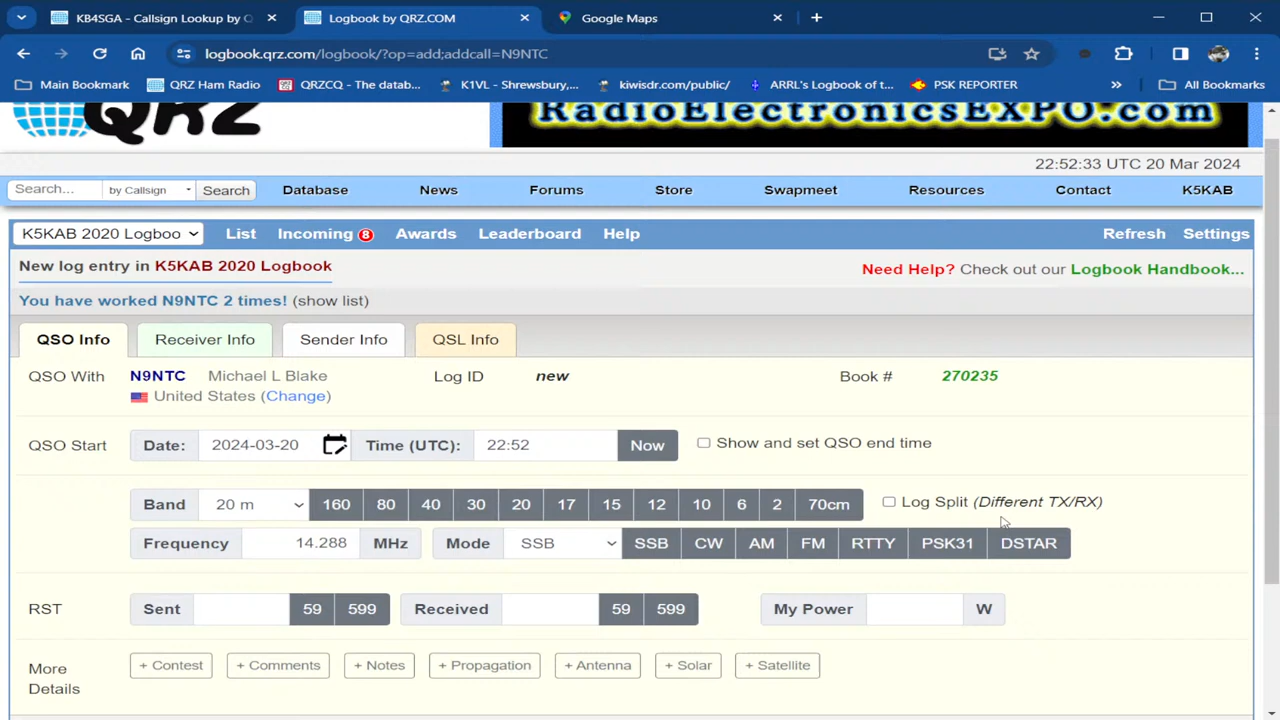 KB4SGA - Callsign Lookup by Q
Logbook by QRZ.COM
Google Maps
logbook.qrz.com/logbook/?op=add;addcall=N9NTC
Main Bookmark
QRZ Ham Radio
QRZCQ - The datab...
K1VL - Shrewsbury,...
kiwisdr.com/public/
ARRL's Logbook of t...
PSK REPORTER
»
All Bookmarks
QRZ
RadioElectronicsEXPO.com
22:52:33 UTC 20 Mar 2024
Search... by Callsign Search Database News Forums Store Swapmeet Resources Contact K5KAB
K5KAB 2020 Logboo List Incoming 8 Awards Leaderboard Help Refresh Settings
New log entry in K5KAB 2020 Logbook Need Help? Check out our Logbook Handbook...
You have worked N9NTC 2 times! (show list)
QSO Info Receiver Info Sender Info QSL Info
QSO With N9NTC Michael L Blake Log ID new Book # 270235
United States (Change)
QSO Start Date: 2024-03-20 Time (UTC): 22:52 Now Show and set QSO end time
Band 20 m 160 80 40 30 20 17 15 12 10 6 2 70cm Log Split (Different TX/RX)
Frequency 14.288 MHz Mode SSB SSB CW AM FM RTTY PSK31 DSTAR
RST Sent 59 599 Received 59 599 My Power W
More Details + Contest + Comments + Notes + Propagation + Antenna + Solar + Satellite